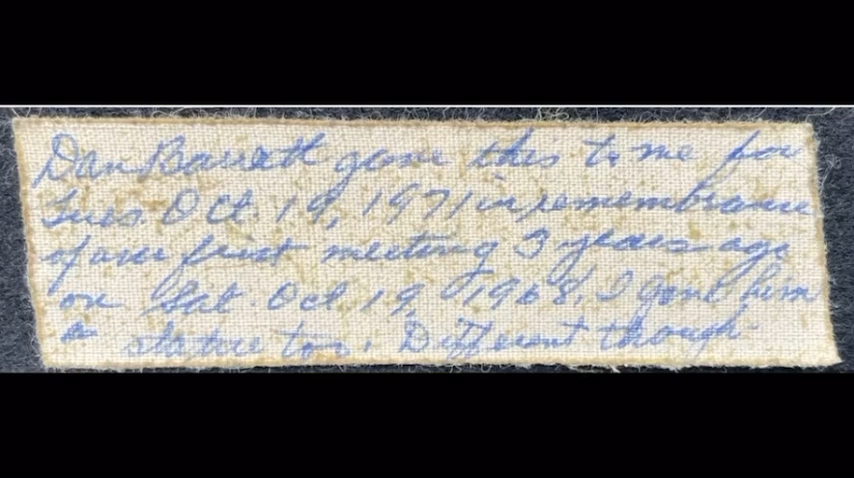 Dan Barrett gave this to me for
Tues. Oct. 19, 1971 in remembrance
of our first meeting 3 years ago
on Sat. Oct. 19, 1968. I gave him
a statue too. Different though.